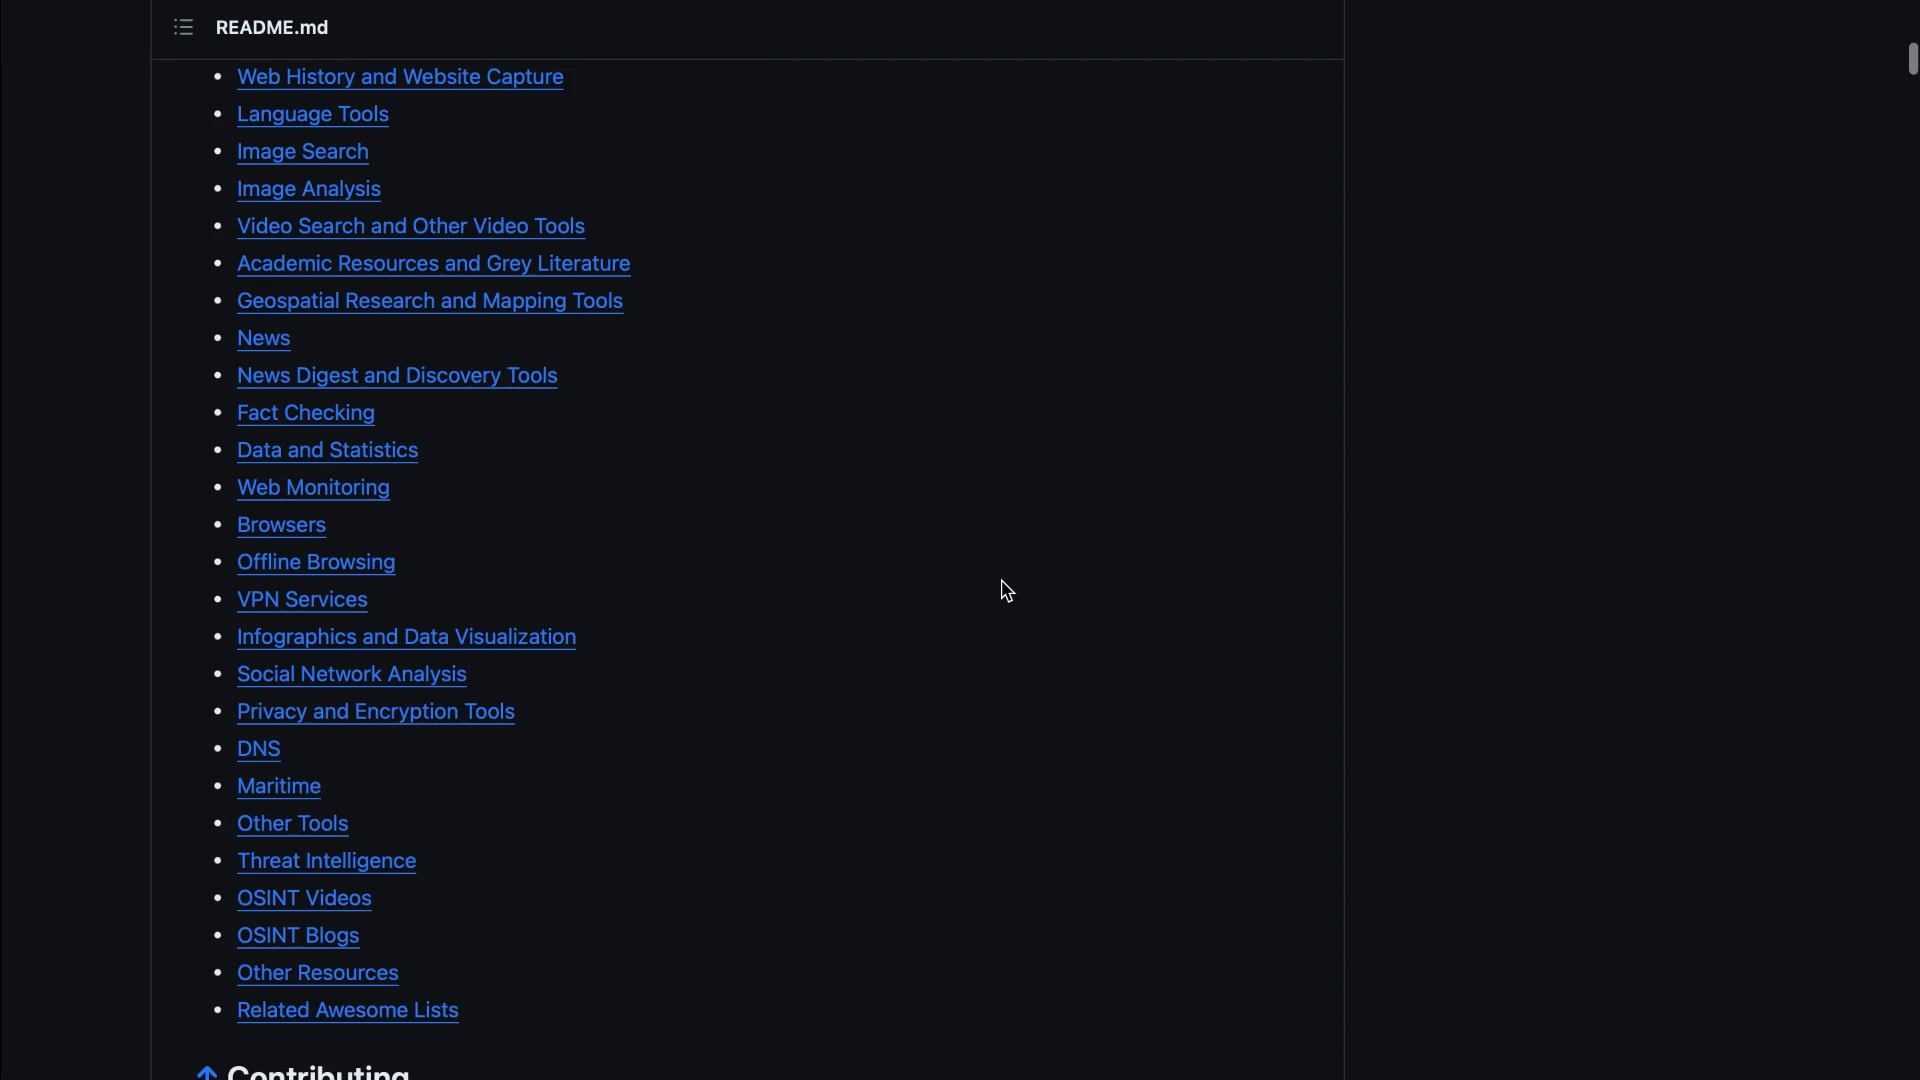 README.md
Web History and Website Capture
Language Tools
Image Search
Image Analysis
Video Search and Other Video Tools
Academic Resources and Grey Literature
Geospatial Research and Mapping Tools
News
News Digest and Discovery Tools
Fact Checking
Data and Statistics
Web Monitoring
Browsers
Offline Browsing
VPN Services
Infographics and Data Visualization
Social Network Analysis
Privacy and Encryption Tools
DNS
Maritime
Other Tools
Threat Intelligence
OSINT Videos
OSINT Blogs
Other Resources
Related Awesome Lists
Contributing